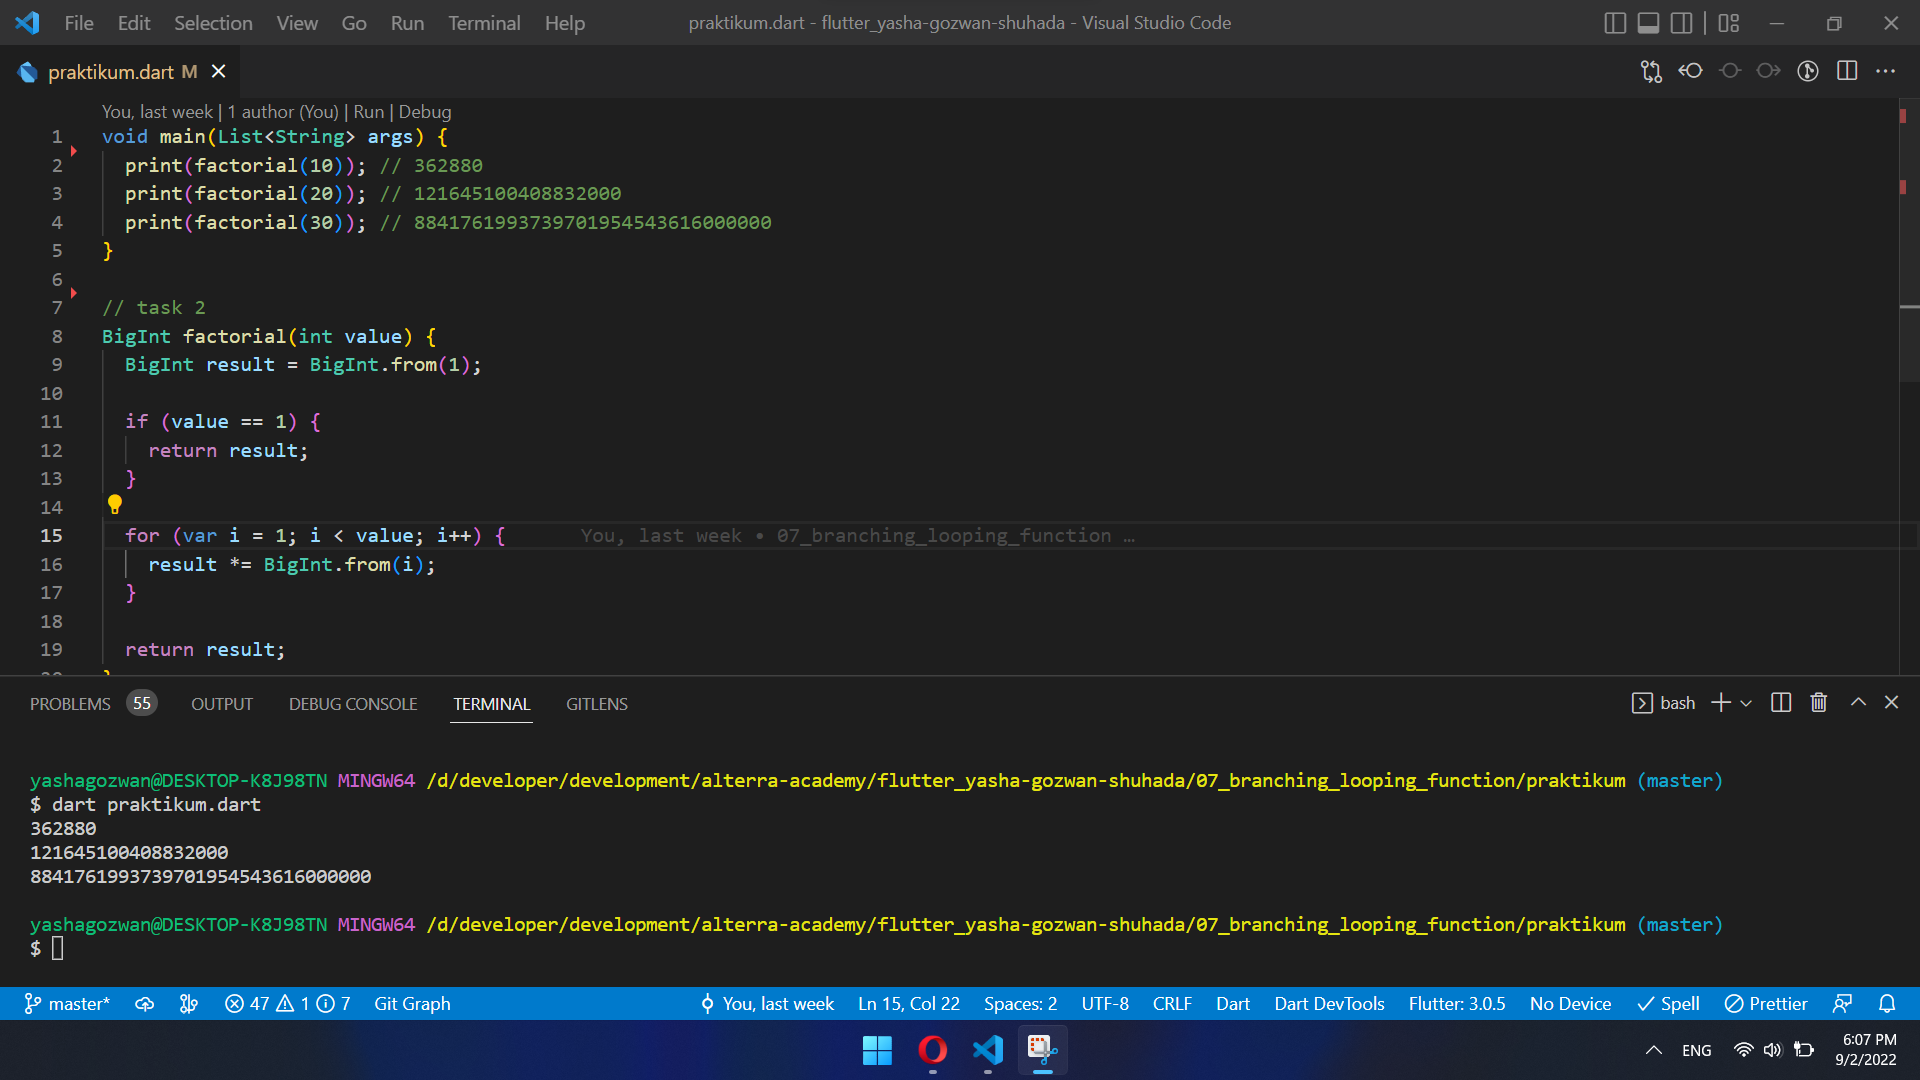 File Edit Selection View Go Run Terminal Help praktikum.dart - flutter_yasha-gozwan-shuhada - Visual Studio Code
praktikum.dart M
You, last week | 1 author (You) | Run | Debug
1 void main(List<String> args) {
2 print(factorial(10)); // 362880
3 print(factorial(20)); // 121645100408832000
4 print(factorial(30)); // 8841761993739701954543616000000
5 }
6
7 // task 2
8 BigInt factorial(int value) {
9 BigInt result = BigInt.from(1);
10
11 if (value == 1) {
12 return result;
13 }
14
15 for (var i = 1; i < value; i++) { You, last week • 07_branching_looping_function …
16 result *= BigInt.from(i);
17 }
18
19 return result;
20 }
PROBLEMS 55 OUTPUT DEBUG CONSOLE TERMINAL GITLENS bash
yashagozwan@DESKTOP-K8J98TN MINGW64 /d/developer/development/alterra-academy/flutter_yasha-gozwan-shuhada/07_branching_looping_function/praktikum (master)
$ dart praktikum.dart
362880
121645100408832000
8841761993739701954543616000000
yashagozwan@DESKTOP-K8J98TN MINGW64 /d/developer/development/alterra-academy/flutter_yasha-gozwan-shuhada/07_branching_looping_function/praktikum (master)
$
master* 47 1 7 Git Graph You, last week Ln 15, Col 22 Spaces: 2 UTF-8 CRLF Dart Dart DevTools Flutter: 3.0.5 No Device Spell Prettier
ENG 6:07 PM
9/2/2022